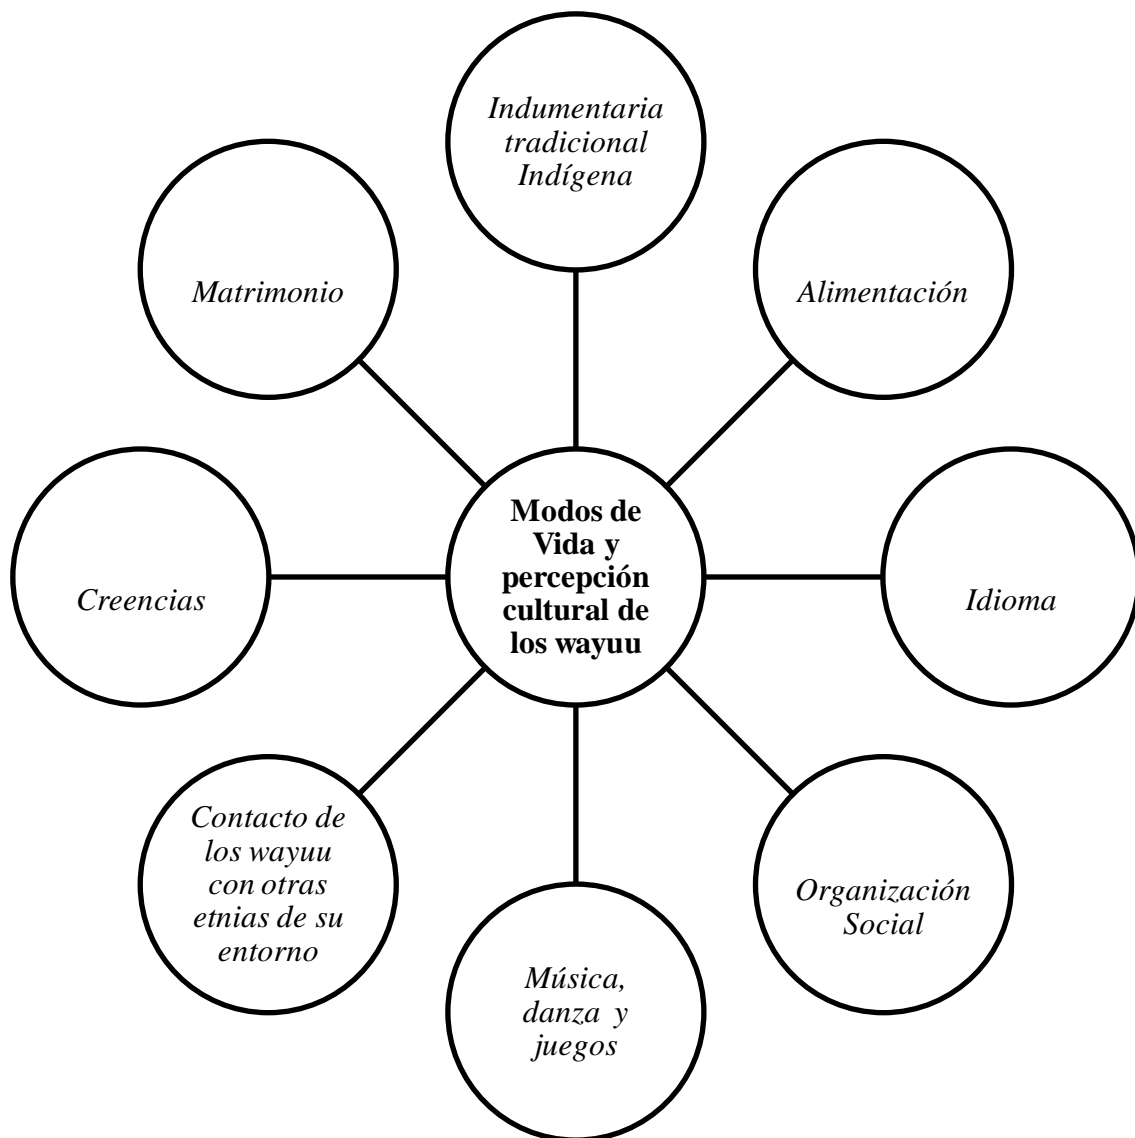 Indumentaria
tradicional
Indígena
Matrimonio
Alimentación
Modos de
Vida y
percepción
cultural de
los wayuu
Creencias
Idioma
Contacto de
los wayuu
con otras
etnias de su
entorno
Organización
Social
Música,
danza y
juegos